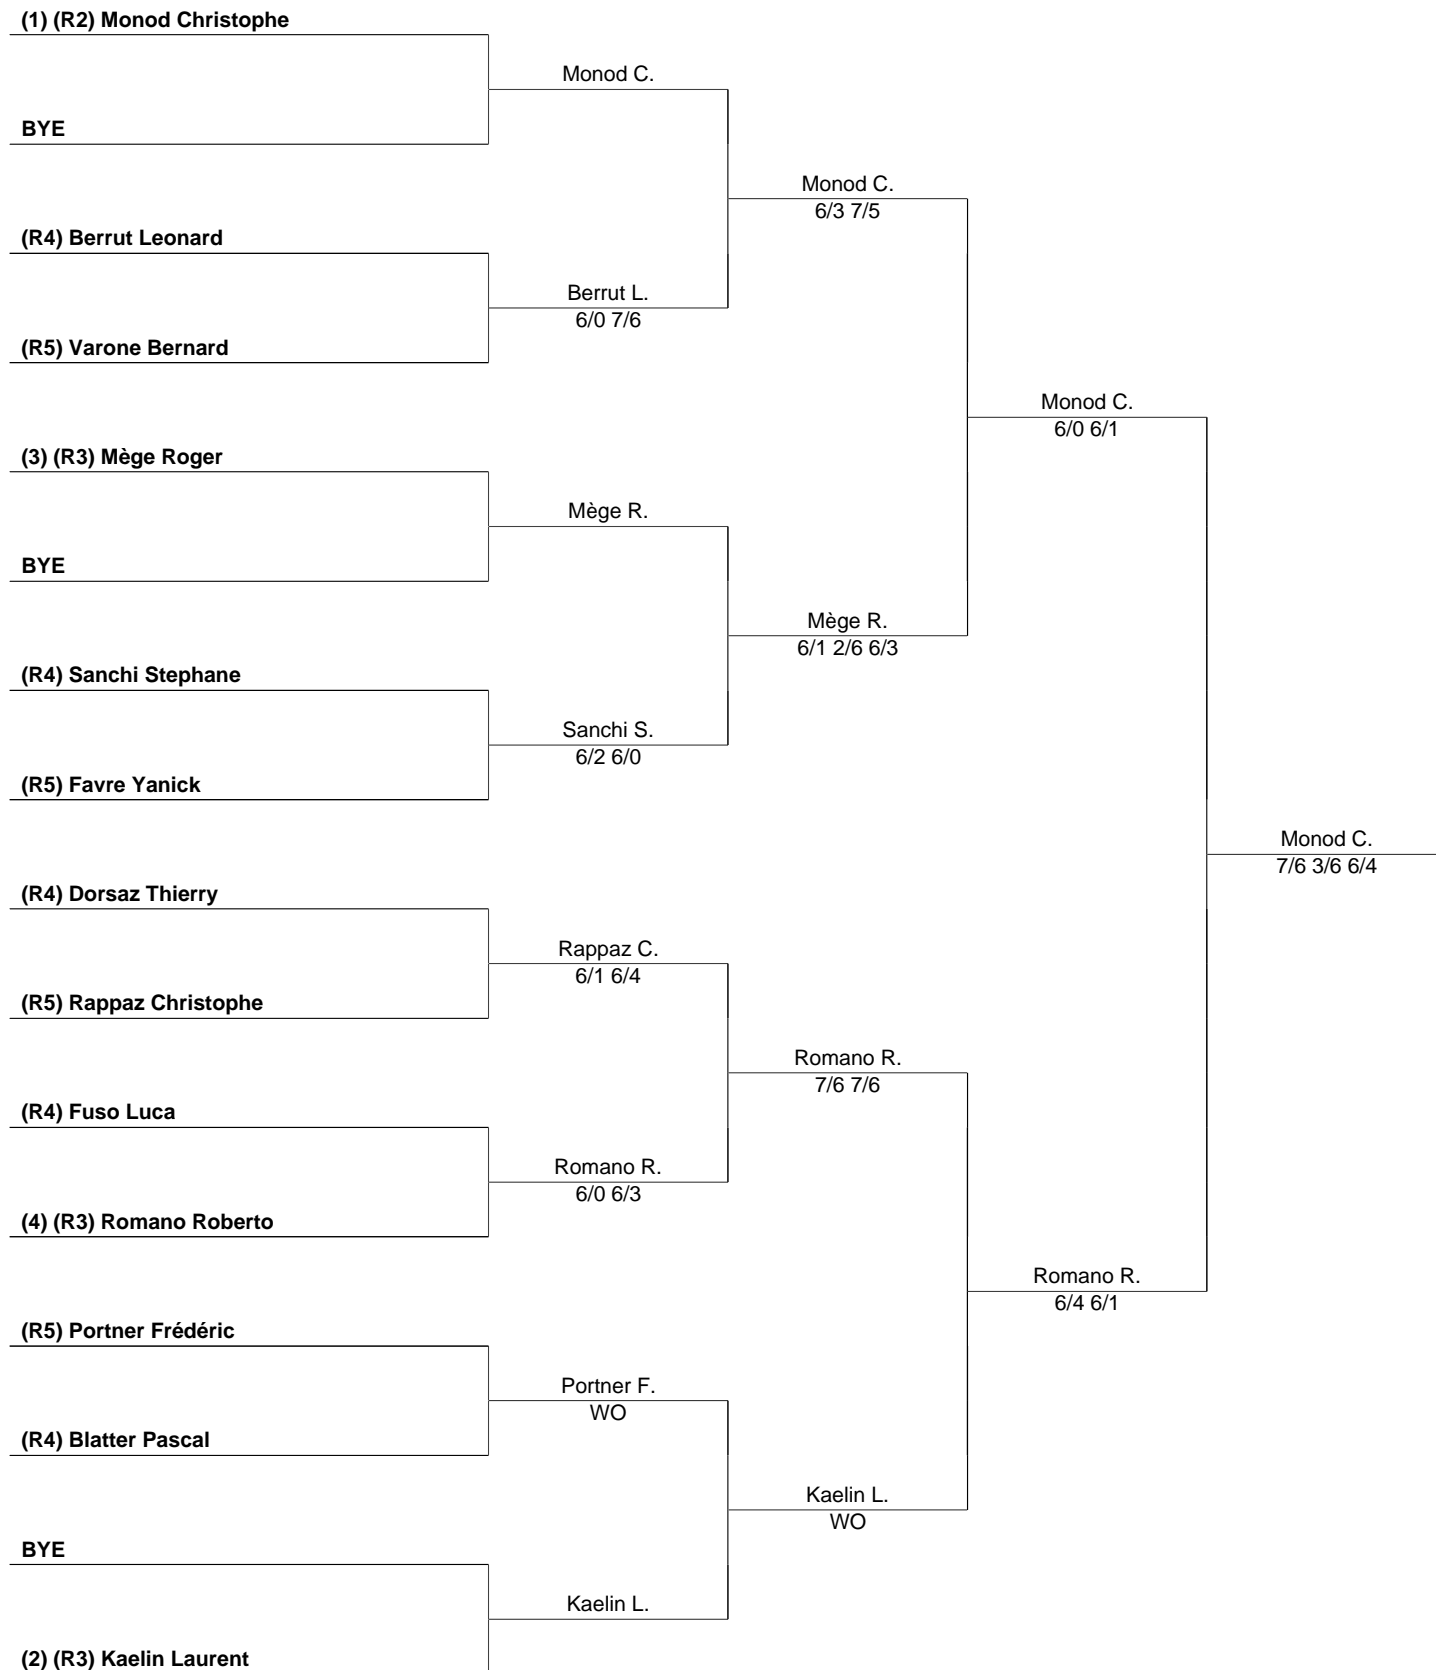 (1) (R2) Monod Christophe
Monod C.
BYE
Monod C.
6/3 7/5
(R4) Berrut Leonard
Berrut L.
6/0 7/6
(R5) Varone Bernard
Monod C.
6/0 6/1
(3) (R3) Mège Roger
Mège R.
BYE
Mège R.
6/1 2/6 6/3
(R4) Sanchi Stephane
Sanchi S.
6/2 6/0
(R5) Favre Yanick
Monod C.
7/6 3/6 6/4
(R4) Dorsaz Thierry
Rappaz C.
6/1 6/4
(R5) Rappaz Christophe
Romano R.
7/6 7/6
(R4) Fuso Luca
Romano R.
6/0 6/3
(4) (R3) Romano Roberto
Romano R.
6/4 6/1
(R5) Portner Frédéric
Portner F.
WO
(R4) Blatter Pascal
Kaelin L.
WO
BYE
Kaelin L.
(2) (R3) Kaelin Laurent